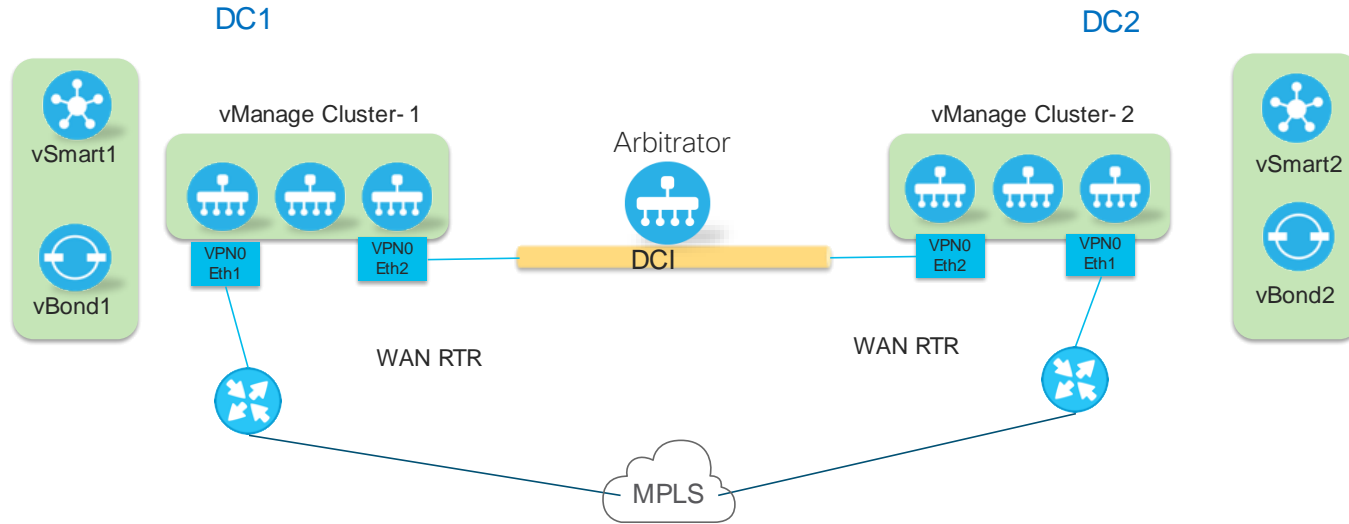 DC1
DC2
vSmart1
vBond1
vManage Cluster- 1
VPN0
Eth1
VPN0
Eth2
Arbitrator
DCI
vManage Cluster- 2
VPN0
Eth2
VPN0
Eth1
vSmart2
vBond2
WAN RTR
WAN RTR
MPLS